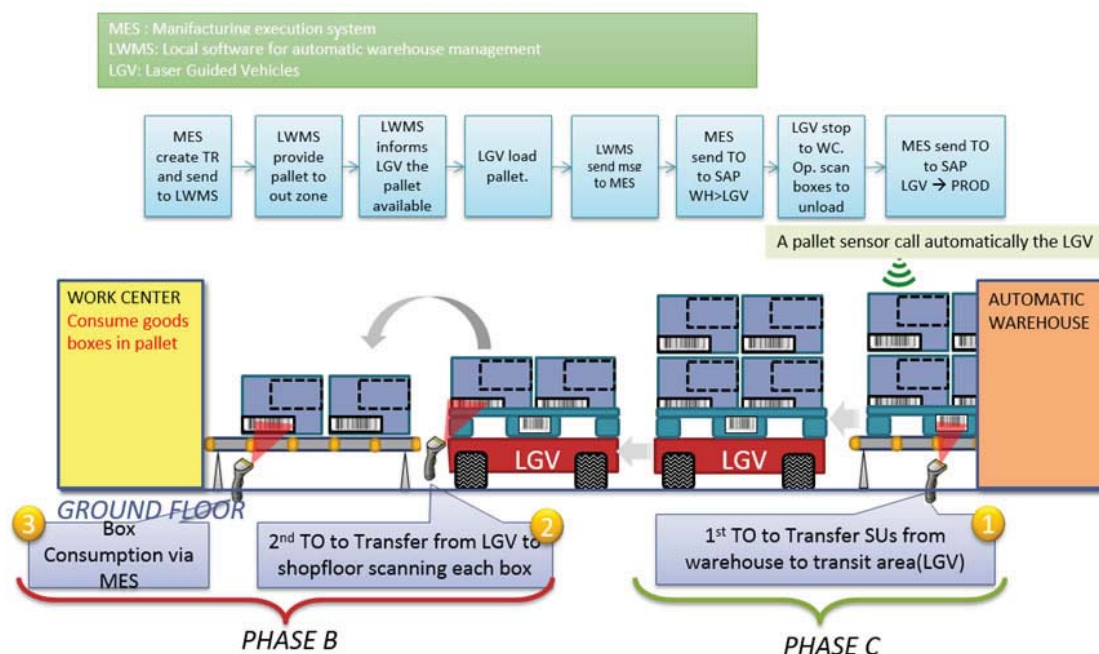 MES : Manifacturing execution system
LWMS: Local software for automatic warehouse management
LGV: Laser Guided Vehicles
MES
create TR
and send
to LWMS
LWMS
provide
pallet to
out zone
LWMS
informs
LGV the
pallet
available
LGV load
pallet.
LWMS
send msg
to MES
MES
send TO
to SAP
WH>LGV
LGV stop
to WC.
Op. scan
boxes to
unload
MES send TO
to SAP
LGV → PROD
A pallet sensor call automatically the LGV
WORK CENTER
Consume goods
boxes in pallet
AUTOMATIC
WAREHOUSE
LGV
LGV
GROUND FLOOR
3
Box
Consumption via
MES
2
2nd TO to Transfer from LGV to
shopfloor scanning each box
1
1st TO to Transfer SUs from
warehouse to transit area(LGV)
PHASE B
PHASE C